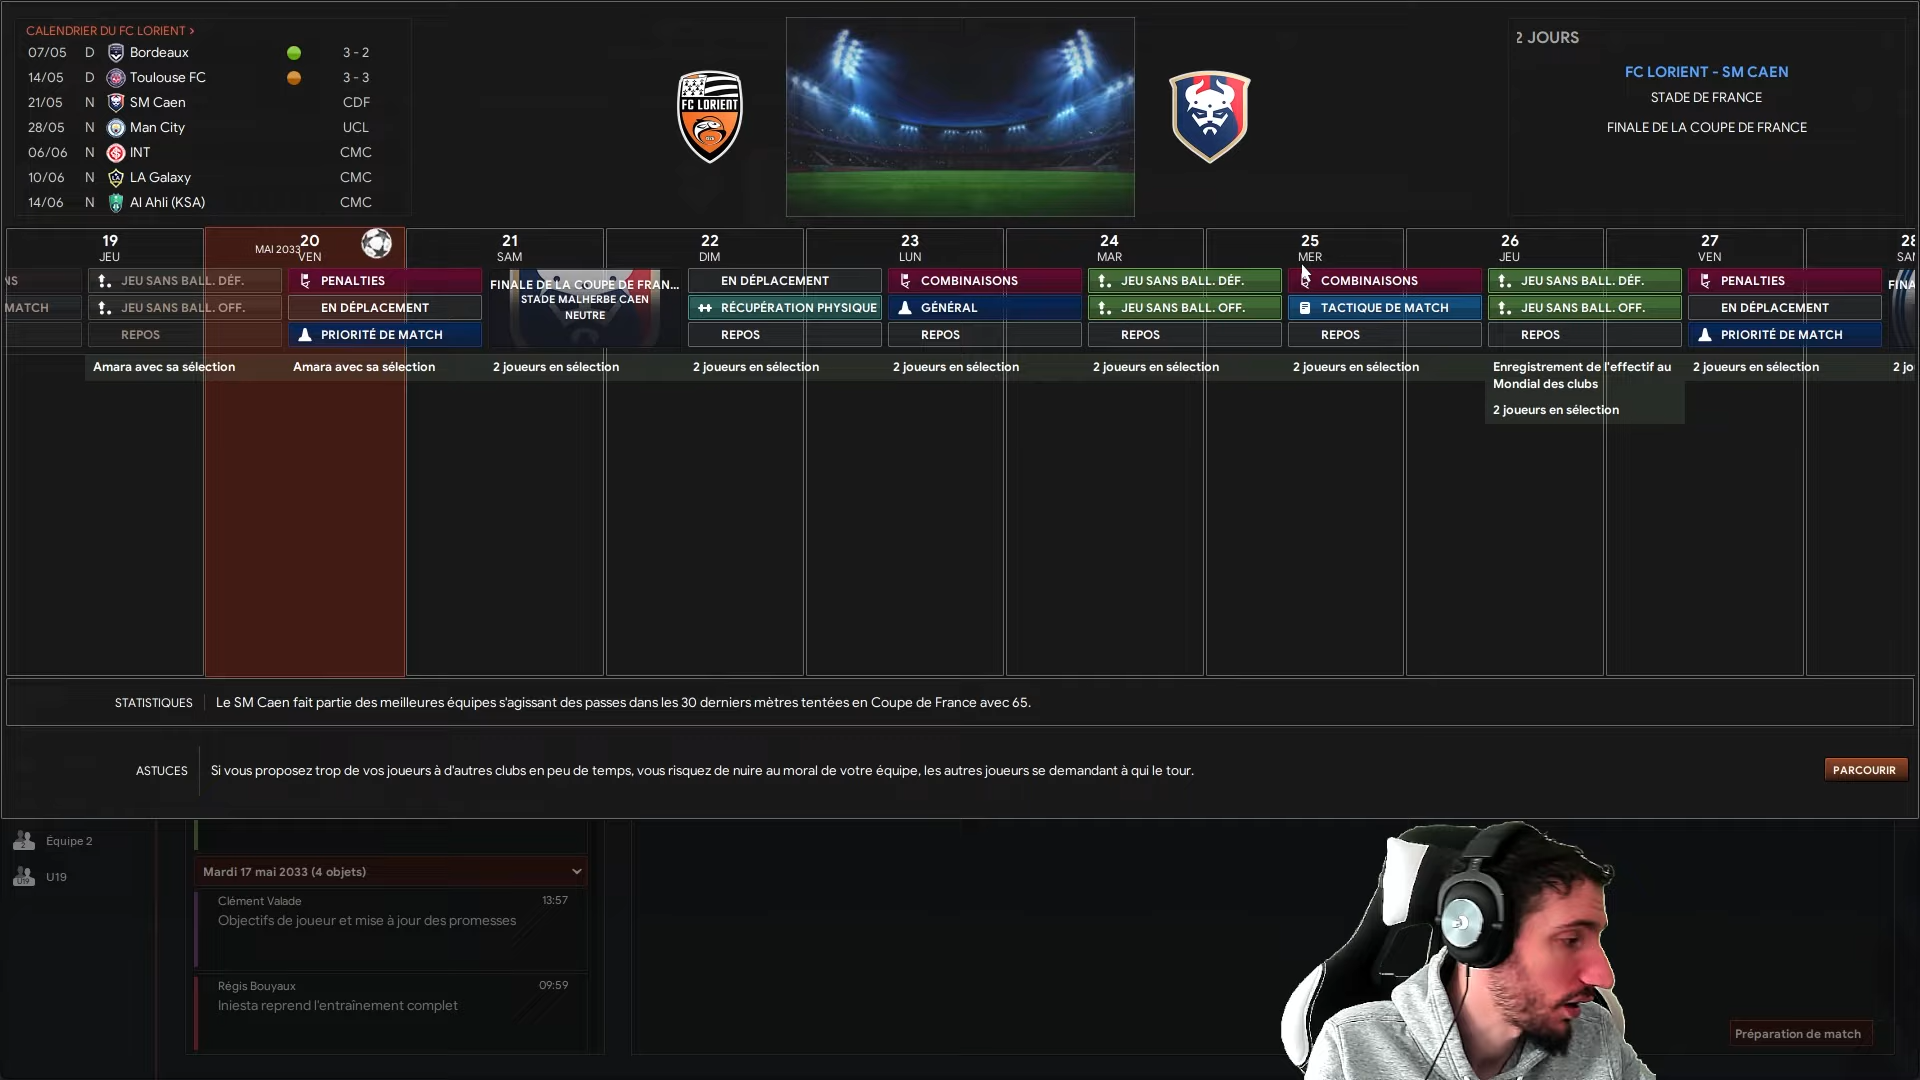 CALENDRIER DU FC LORIENT >
07/05 D Bordeaux 3 - 2
14/05 D Toulouse FC 3 - 3
21/05 N SM Caen CDF
28/05 N Man City UCL
06/06 N INT CMC
10/06 N LA Galaxy CMC
14/06 N Al Ahli (KSA) CMC
FC LORIENT
2 JOURS
FC LORIENT - SM CAEN
STADE DE FRANCE
FINALE DE LA COUPE DE FRANCE
MAI 2033
19 20 21 22 23 24 25 26 27 28
JEU VEN SAM DIM LUN MAR MER JEU VEN SAM
NS JEU SANS BALL. DÉF. PENALTIES FINALE DE LA COUPE DE FRAN... EN DÉPLACEMENT COMBINAISONS JEU SANS BALL. DÉF. COMBINAISONS JEU SANS BALL. DÉF. PENALTIES FINA
MATCH JEU SANS BALL. OFF. EN DÉPLACEMENT STADE MALHERBE CAEN RÉCUPÉRATION PHYSIQUE GÉNÉRAL JEU SANS BALL. OFF. TACTIQUE DE MATCH JEU SANS BALL. OFF. EN DÉPLACEMENT
REPOS PRIORITÉ DE MATCH NEUTRE REPOS REPOS REPOS REPOS REPOS PRIORITÉ DE MATCH
Amara avec sa sélection Amara avec sa sélection 2 joueurs en sélection 2 joueurs en sélection 2 joueurs en sélection 2 joueurs en sélection 2 joueurs en sélection Enregistrement de l'effectif au 2 joueurs en sélection 2 jo
Mondial des clubs
2 joueurs en sélection
STATISTIQUES Le SM Caen fait partie des meilleures équipes s'agissant des passes dans les 30 derniers mètres tentées en Coupe de France avec 65.
ASTUCES Si vous proposez trop de vos joueurs à d'autres clubs en peu de temps, vous risquez de nuire au moral de votre équipe, les autres joueurs se demandant à qui le tour. PARCOURIR
Équipe 2
U19
Mardi 17 mai 2033 (4 objets)
Clément Valade 13:57
Objectifs de joueur et mise à jour des promesses
Régis Bouyaux 09:59
Iniesta reprend l'entraînement complet
Préparation de match